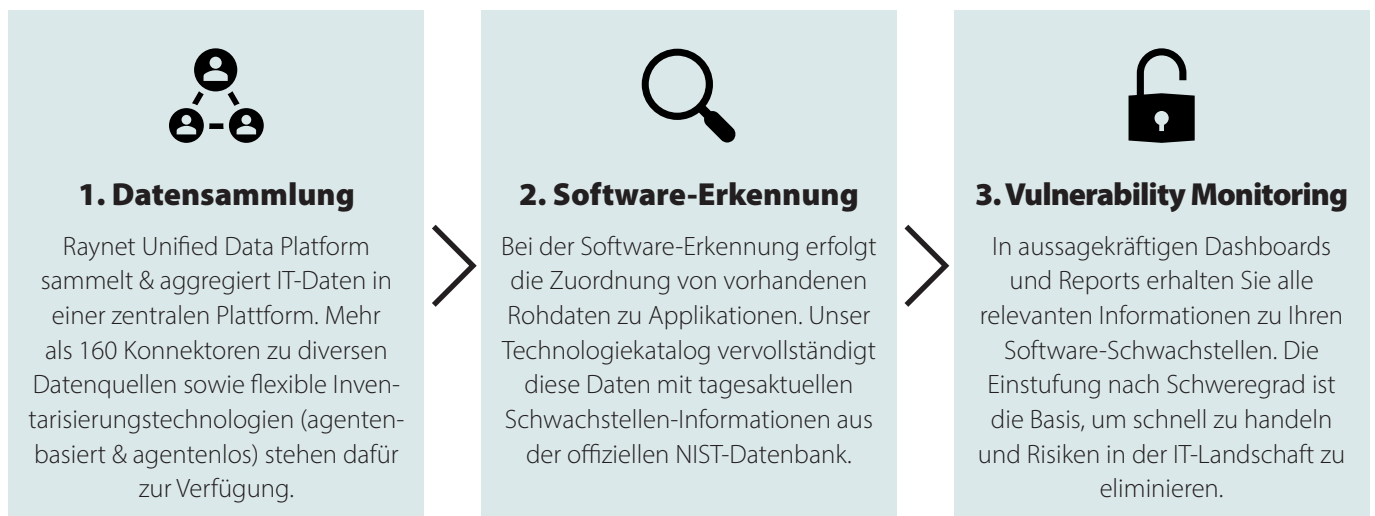 1. Datensammlung
Raynet Unified Data Platform
sammelt & aggregiert IT-Daten in
einer zentralen Plattform. Mehr
als 160 Konnektoren zu diversen
Datenquellen sowie flexible Inven-
tarisierungstechnologien (agenten-
basiert & agentenlos) stehen dafür
zur Verfügung.
2. Software-Erkennung
Bei der Software-Erkennung erfolgt
die Zuordnung von vorhandenen
Rohdaten zu Applikationen. Unser
Technologiekatalog vervollständigt
diese Daten mit tagesaktuellen
Schwachstellen-Informationen aus
der offiziellen NIST-Datenbank.
3. Vulnerability Monitoring
In aussagekräftigen Dashboards
und Reports erhalten Sie alle
relevanten Informationen zu Ihren
Software-Schwachstellen. Die
Einstufung nach Schweregrad ist
die Basis, um schnell zu handeln
und Risiken in der IT-Landschaft zu
eliminieren.